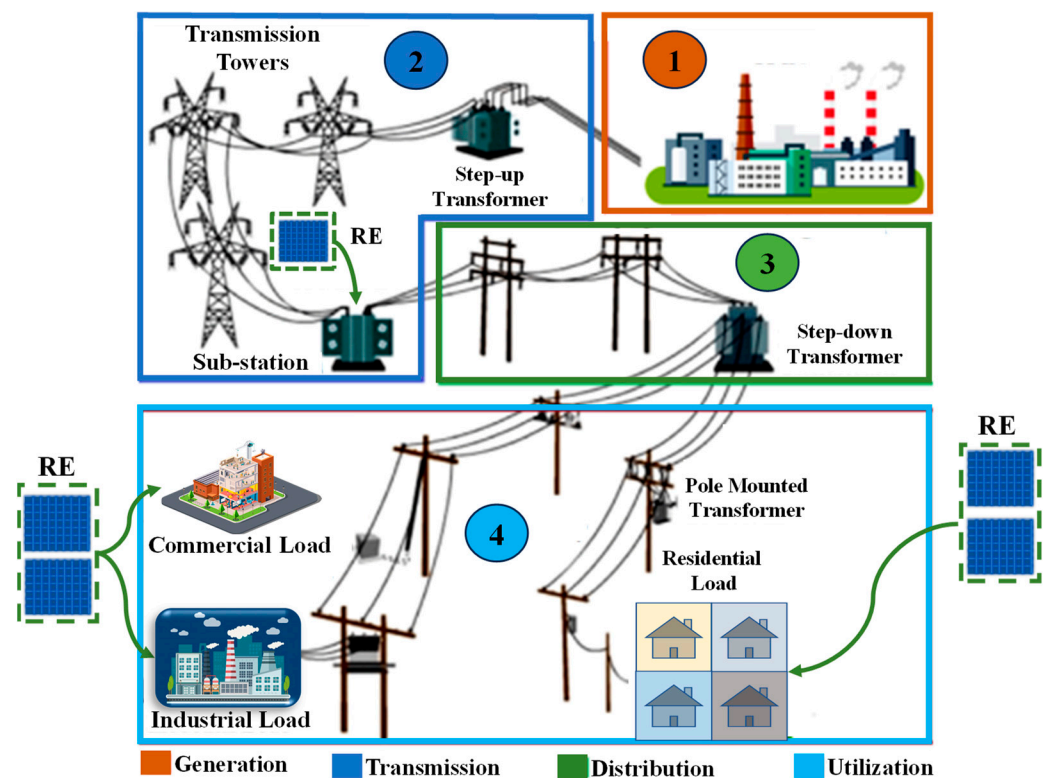 Transmission
Towers
2
1
Step-up
Transformer
RE
3
Sub-station
Step-down
Transformer
RE
RE
Commercial Load
4
Pole Mounted
Transformer
Residential
Load
Industrial Load
Generation
Transmission
Distribution
Utilization